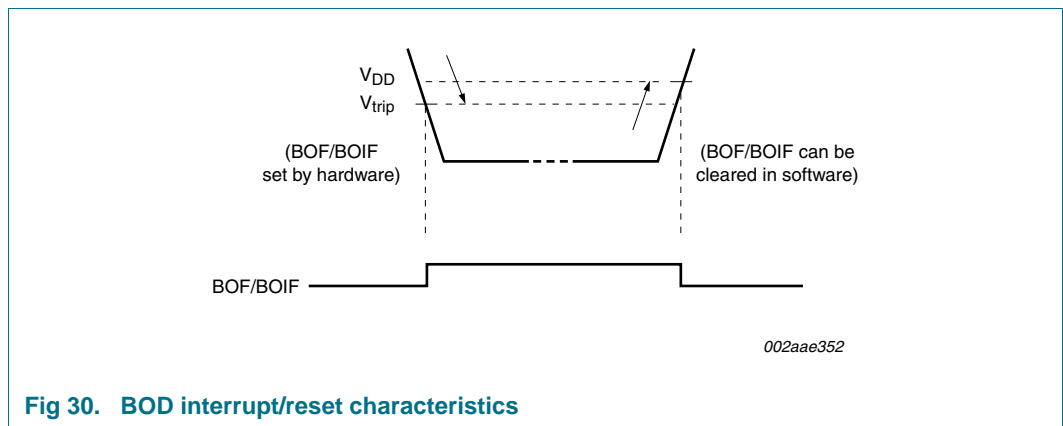 VDD
Vtrip
(BOF/BOIF
set by hardware)
(BOF/BOIF can be
cleared in software)
BOF/BOIF
002aae352
Fig 30. BOD interrupt/reset characteristics